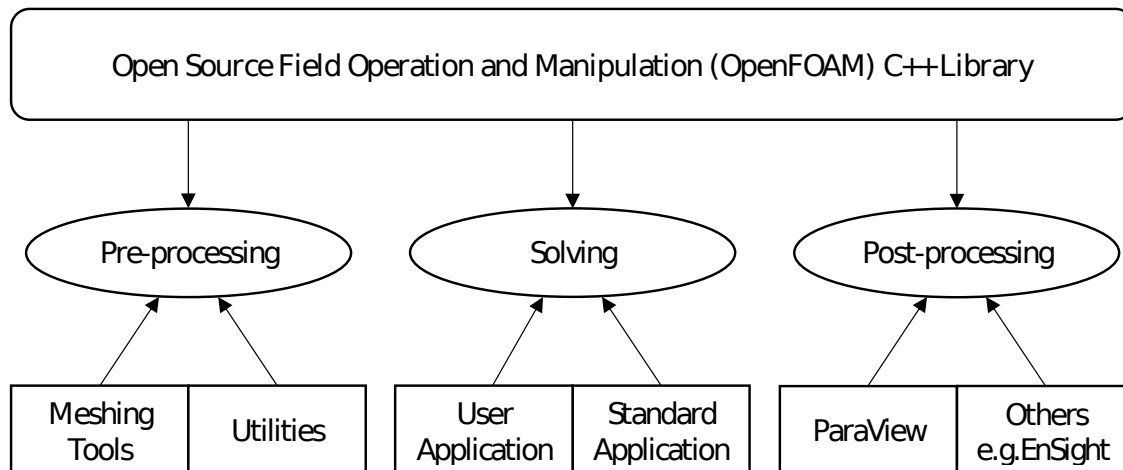 Open Source Field Operation and Manipulation (OpenFOAM) C++ Library
Pre-processing
Solving
Post-processing
Meshing
Tools
Utilities
User
Application
Standard
Application
ParaView
Others
e.g.EnSight